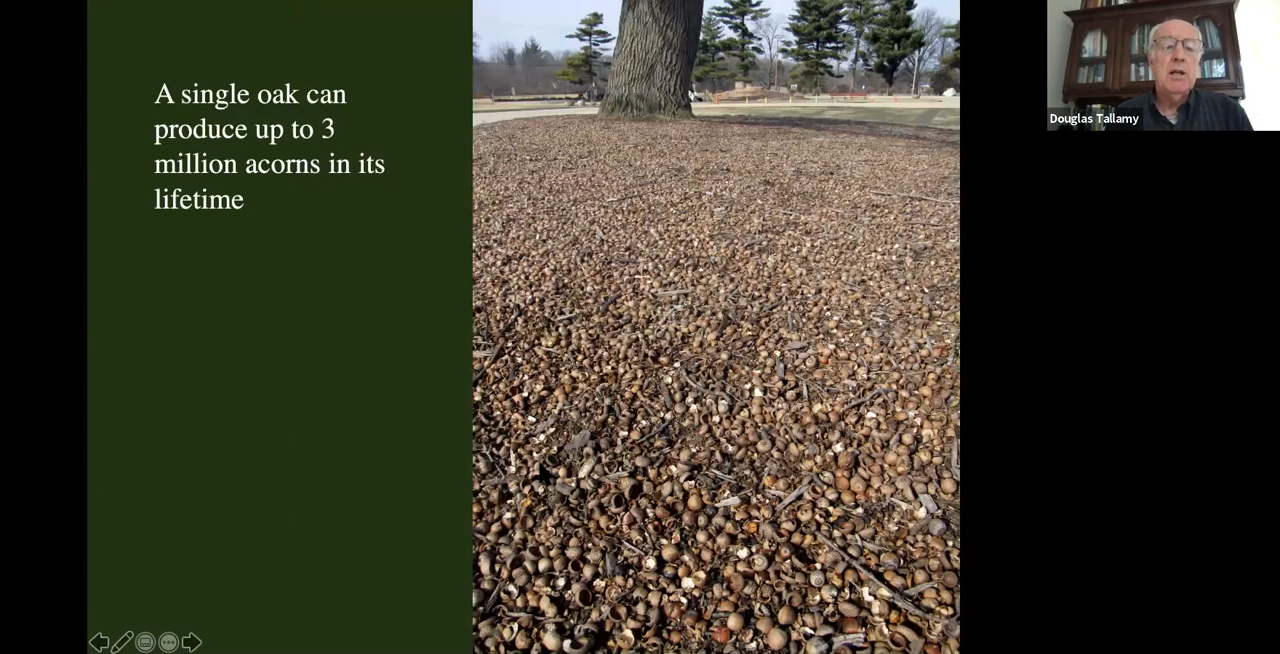 A single oak can
produce up to 3
million acorns in its
lifetime
Douglas Tallamy